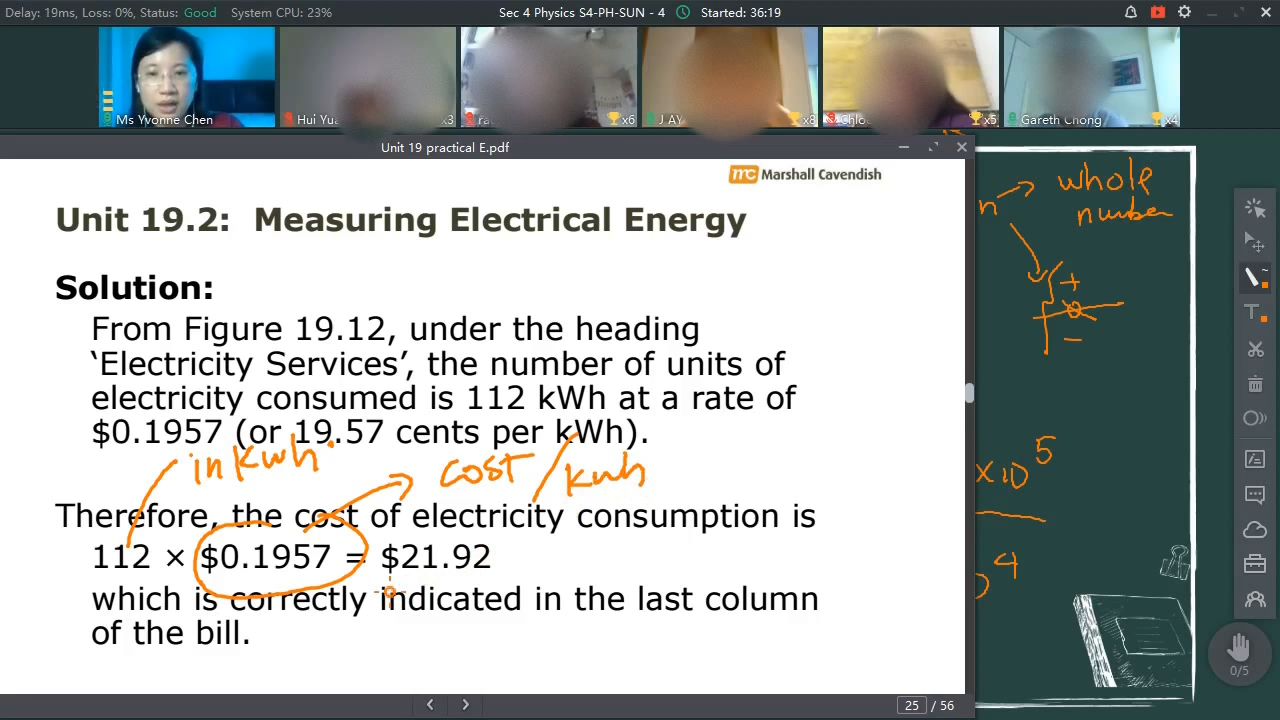 Delay: 19ms, Loss: 0%, Status: Good System CPU: 23% Sec 4 Physics S4-PH-SUN - 4 Started: 36:19
Ms Yvonne Chen
Hui Yu x3
x6
J AY x8
Chlo x5
Gareth Chong x4
Unit 19 practical E.pdf
mc Marshall Cavendish
Unit 19.2: Measuring Electrical Energy
Solution:
From Figure 19.12, under the heading
‘Electricity Services’, the number of units of
electricity consumed is 112 kWh at a rate of
$0.1957 (or 19.57 cents per kWh).
in kwh.
cost / kwh
Therefore, the cost of electricity consumption is
112 × $0.1957 = $21.92
which is correctly indicated in the last column
of the bill.
25 / 56
n → whole
number
+
−
×10⁵
4
0/5